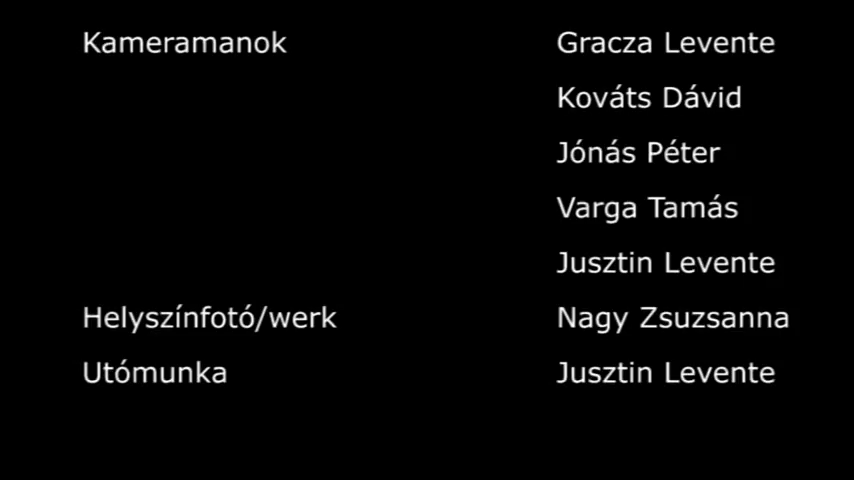 Kameramanok Gracza Levente
Kováts Dávid
Jónás Péter
Varga Tamás
Jusztin Levente
Helyszínfotó/werk Nagy Zsuzsanna
Utómunka Jusztin Levente